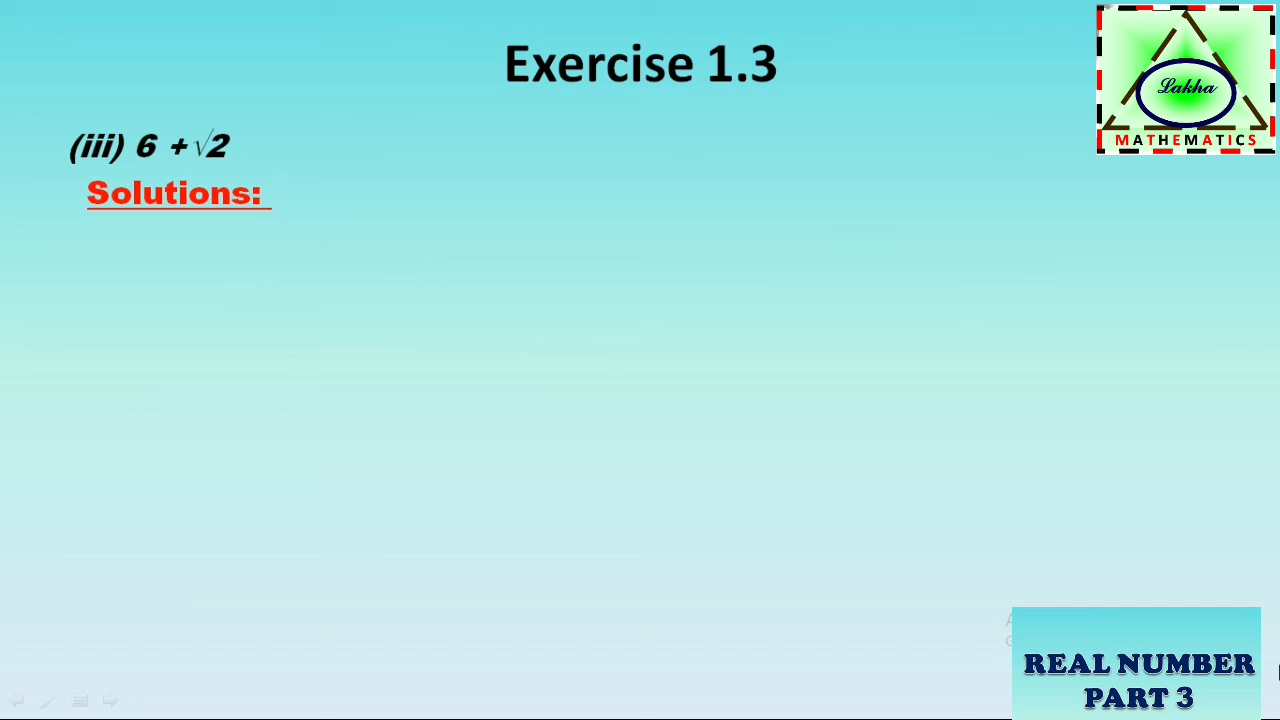 Exercise 1.3
Lakha
MATHEMATICS
(iii) 6 + √2
Solutions:
REAL NUMBER
PART 3